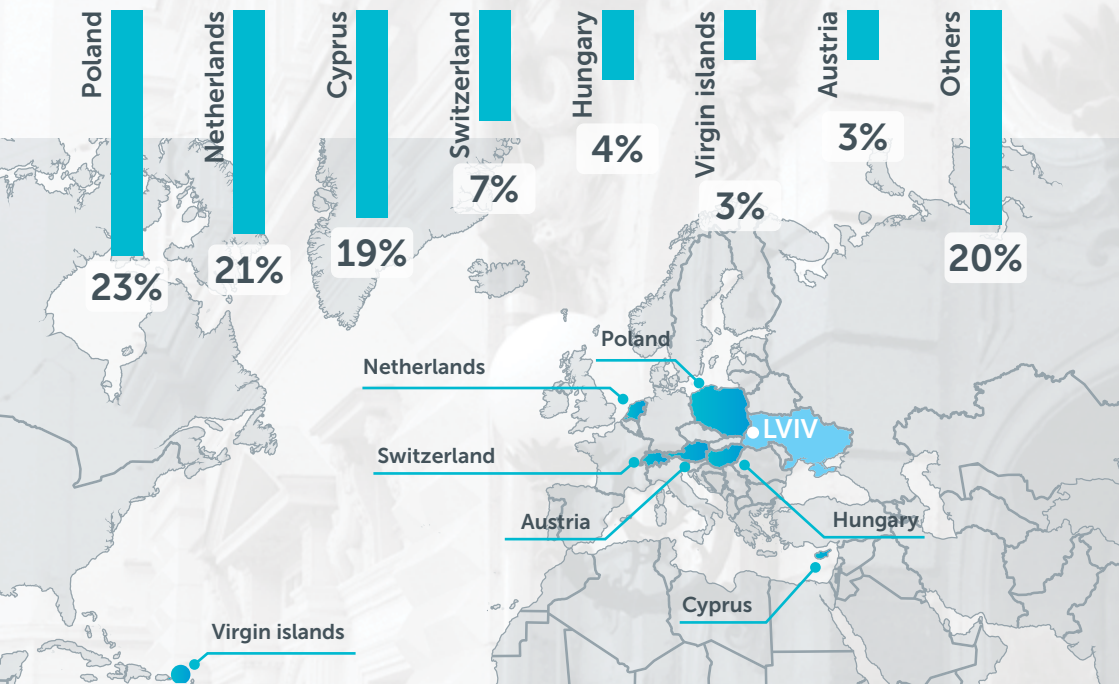 Poland
Netherlands
Cyprus
Switzerland
Hungary
Virgin islands
Austria
Others
23%
21%
19%
7%
4%
3%
3%
20%
Poland
Netherlands
LVIV
Switzerland
Austria
Hungary
Cyprus
Virgin islands